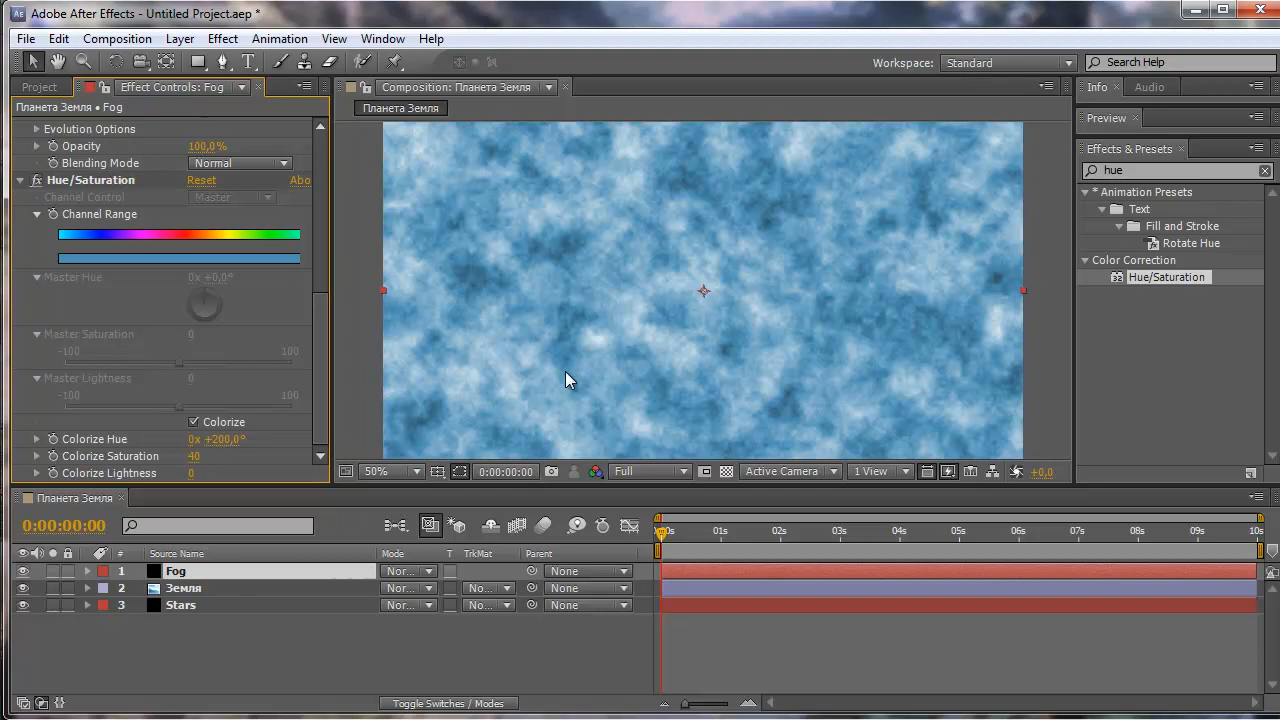 Adobe After Effects - Untitled Project.aep *
File Edit Composition Layer Effect Animation View Window Help
Workspace: Standard Search Help
Project Effect Controls: Fog Composition: Планета Земля Info Audio
Планета Земля • Fog Планета Земля
Preview
Evolution Options
Opacity 100,0%
Blending Mode Normal
Hue/Saturation Reset Abo
Channel Control Master
Channel Range
Master Hue 0x +0,0°
Master Saturation 0
-100 100
Master Lightness 0
-100 100
Colorize
Colorize Hue 0x +200,0°
Colorize Saturation 40
Colorize Lightness 0
Effects & Presets
hue
* Animation Presets
Text
Fill and Stroke
Rotate Hue
Color Correction
32 Hue/Saturation
50% 0:00:00:00 Full Active Camera 1 View +0,0
Планета Земля
0:00:00:00
0s 01s 02s 03s 04s 05s 06s 07s 08s 09s 10s
# Source Name Mode T TrkMat Parent
1 Fog Nor... None
2 Земля Nor... No... None
3 Stars Nor... No... None
Toggle Switches / Modes